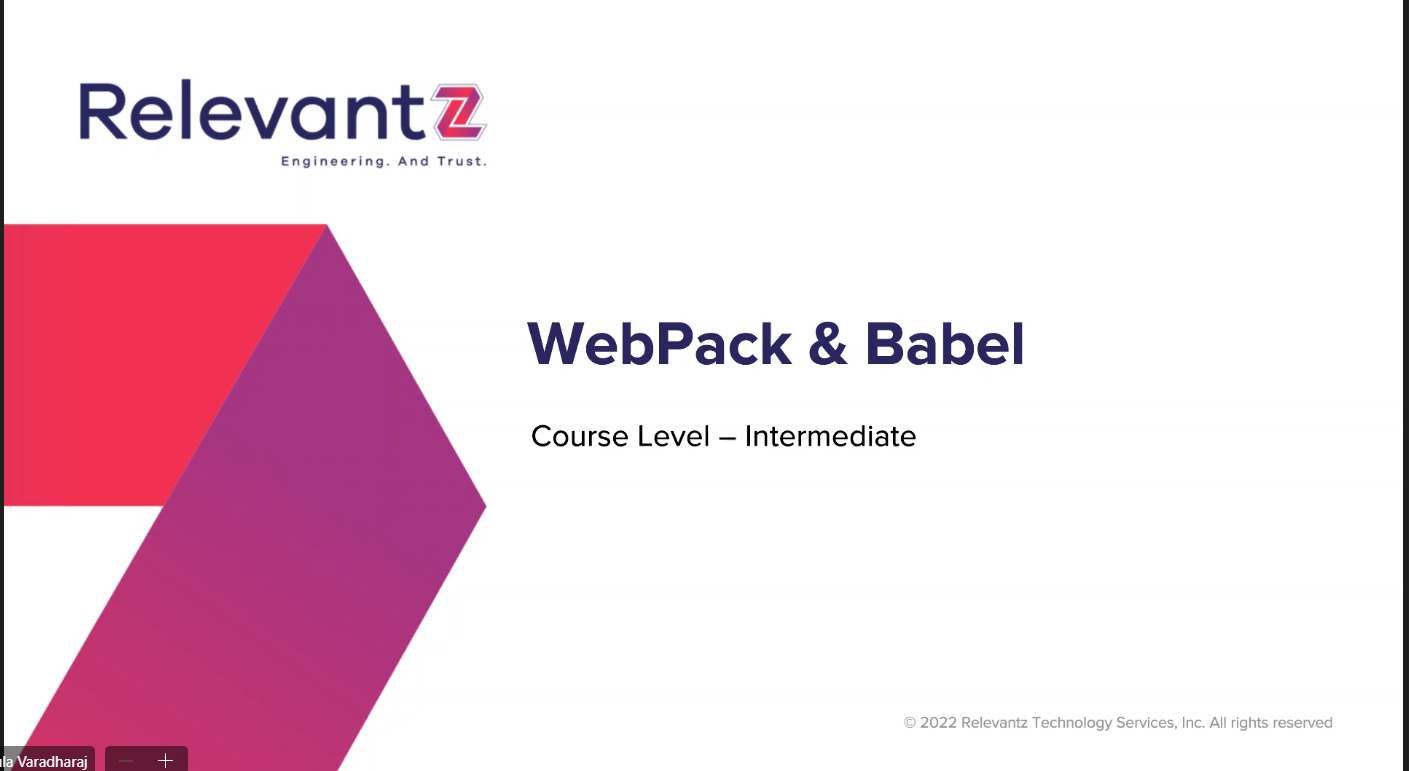 RelevantZ
Engineering. And Trust.
WebPack & Babel
Course Level – Intermediate
© 2022 Relevantz Technology Services, Inc. All rights reserved
Varadharaj